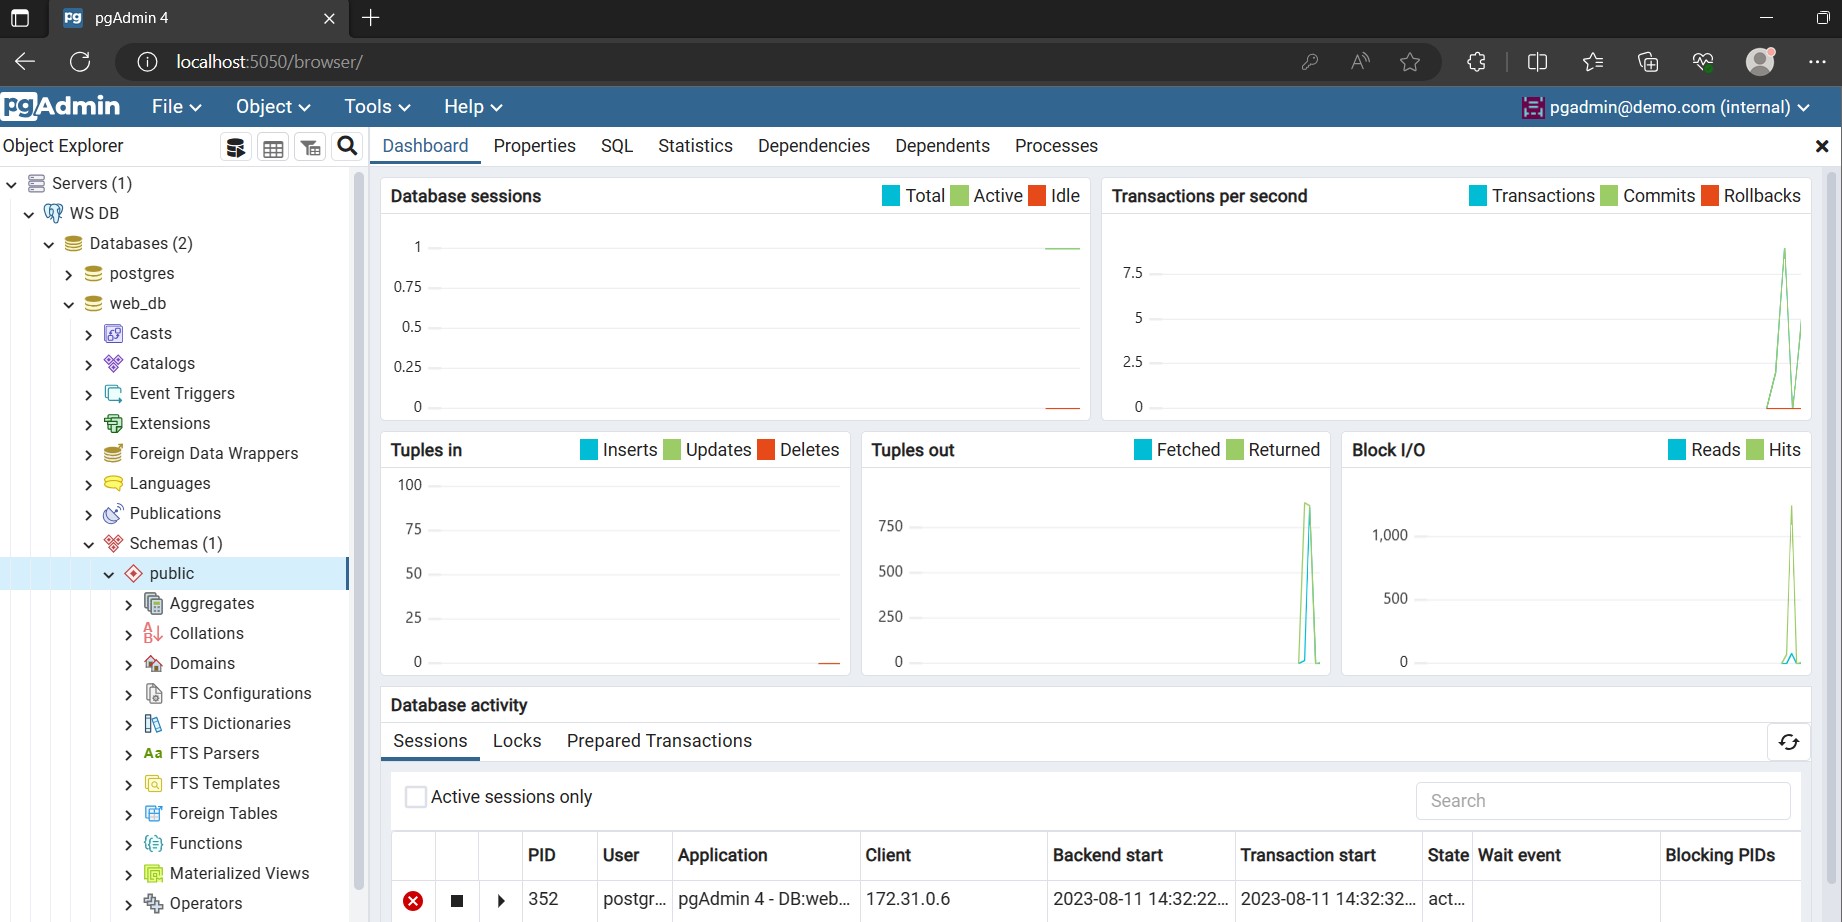 pgAdmin 4
localhost:5050/browser/
pgAdmin File Object Tools Help pgadmin@demo.com (internal)
Object Explorer
Dashboard Properties SQL Statistics Dependencies Dependents Processes
Servers (1)
WS DB
Databases (2)
postgres
web_db
Casts
Catalogs
Event Triggers
Extensions
Foreign Data Wrappers
Languages
Publications
Schemas (1)
public
Aggregates
Collations
Domains
FTS Configurations
FTS Dictionaries
Aa FTS Parsers
FTS Templates
Foreign Tables
Functions
Materialized Views
Operators
Database sessions Total Active Idle
1
0.75
0.5
0.25
0
Transactions per second Transactions Commits Rollbacks
7.5
5
2.5
0
Tuples in Inserts Updates Deletes
100
75
50
25
0
Tuples out Fetched Returned
750
500
250
0
Block I/O Reads Hits
1,000
500
0
Database activity
Sessions Locks Prepared Transactions
Active sessions only
Search
PID User Application Client Backend start Transaction start State Wait event Blocking PIDs
352 postgr... pgAdmin 4 - DB:web... 172.31.0.6 2023-08-11 14:32:22... 2023-08-11 14:32:32... act...